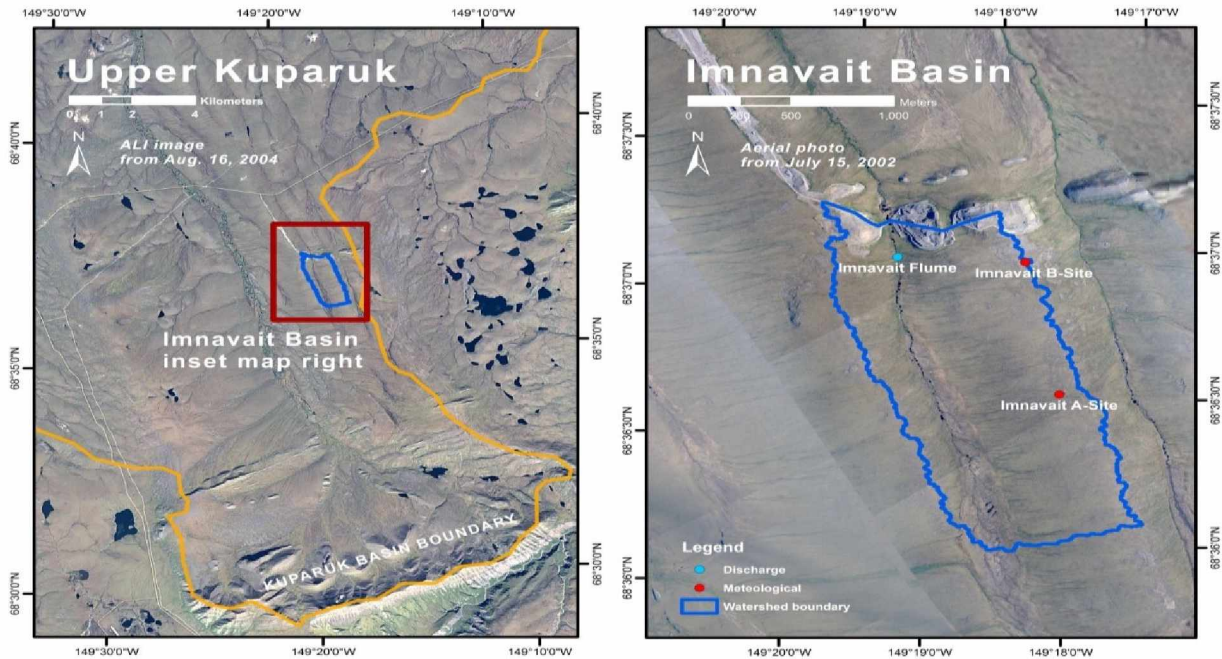 149°30'0"W 149°20'0"W 149°10'0"W
Upper Kuparuk
Kilometers
0 1 2 4
N
ALI image
from Aug. 16, 2004
68°40'0"N
68°40'0"N
Imnavait Basin
inset map right
68°35'0"N
68°35'0"N
KUPARUK BASIN BOUNDARY
68°30'0"N
68°30'0"N
149°30'0"W 149°20'0"W 149°10'0"W
149°20'0"W 149°19'0"W 149°18'0"W 149°17'0"W
Imnavait Basin
Meters
0 200 600 1,000
N
Aerial photo
from July 15, 2002
68°37'30"N
68°37'30"N
Imnavait Flume
Imnavait B-Site
68°37'0"N
68°37'0"N
Imnavait A-Site
68°36'30"N
68°36'30"N
Legend
Discharge
Meteological
Watershed boundary
68°36'0"N
68°36'0"N
149°20'0"W 149°19'0"W 149°18'0"W